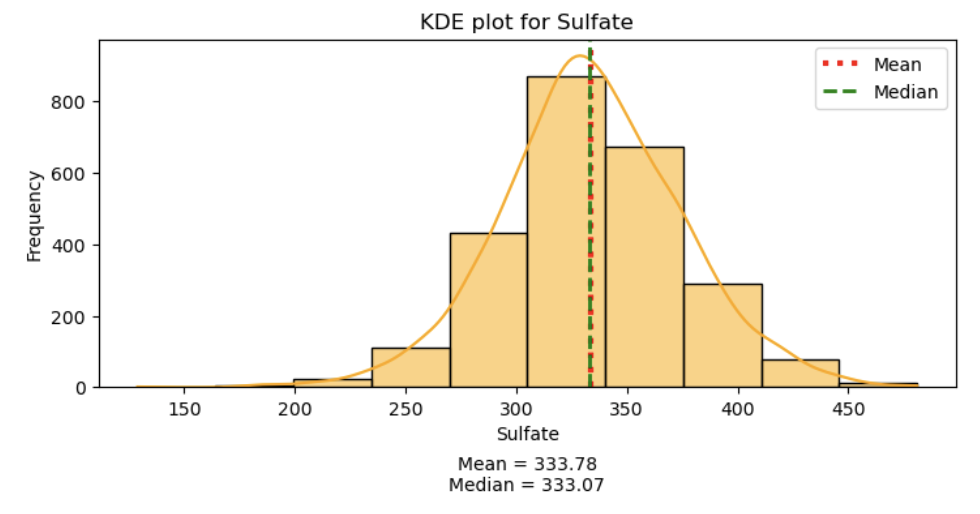 KDE plot for Sulfate
Mean
Median
800
600
400
200
0
Frequency
150 200 250 300 350 400 450
Sulfate
Mean = 333.78
Median = 333.07